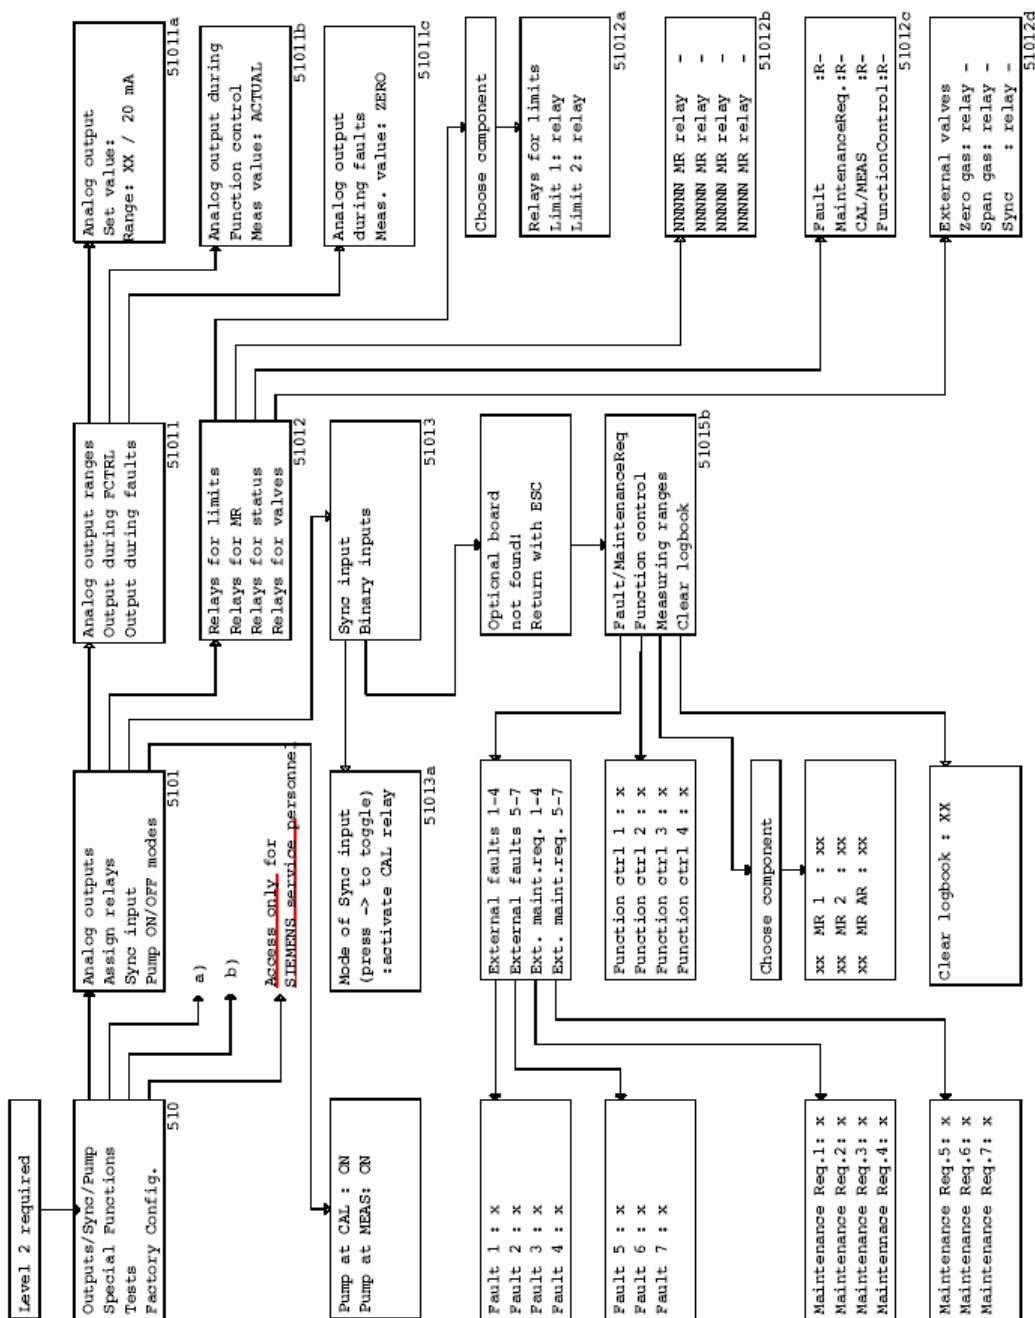 Level 2 required
Outputs/Sync/Pump
Special Functions
Tests
Factory Config.
510
Analog outputs
Assign relays
Sync input
Pump ON/OFF modes
5101
a)
b)
Access only for
SIEMENS service personnel
Analog output ranges
Output during FCTRL
Output during faults
51011
Analog output
Set value:
Range: XX / 20 mA
51011a
Analog output during
Function control
Meas value: ACTUAL
51011b
Analog output
during faults
Meas. value: ZERO
51011c
Relays for limits
Relays for MR
Relays for status
Relays for valves
51012
Choose component
Relays for limits
Limit 1: relay
Limit 2: relay
51012a
NNNNN MR relay -
NNNNN MR relay -
NNNNN MR relay -
NNNNN MR relay -
51012b
Fault :R-
MaintenanceReq.:R-
CAL/MEAS :R-
FunctionControl:R-
51012c
External valves
Zero gas: relay -
Span gas: relay -
Sync : relay -
51012d
Pump at CAL : ON
Pump at MEAS: ON
Mode of Sync input
(press -> to toggle)
:activate CAL relay
51013a
Sync input
Binary inputs
51013
Optional board
not found!
Return with ESC
Fault/MaintenanceReq
Function control
Measuring ranges
Clear logbook
51015b
External faults 1-4
External faults 5-7
Ext. maint.req. 1-4
Ext. maint.req. 5-7
Function ctrl 1 : x
Function ctrl 2 : x
Function ctrl 3 : x
Function ctrl 4 : x
Choose component
xx MR 1 : xx
xx MR 2 : xx
xx MR AR : xx
Clear logbook : XX
Fault 1 : x
Fault 2 : x
Fault 3 : x
Fault 4 : x
Fault 5 : x
Fault 6 : x
Fault 7 : x
Maintenance Req.1: x
Maintenance Req.2: x
Maintenance Req.3: x
Maintennace Req.4: x
Maintenance Req.5: x
Maintenance Req.6: x
Maintenance Req.7: x